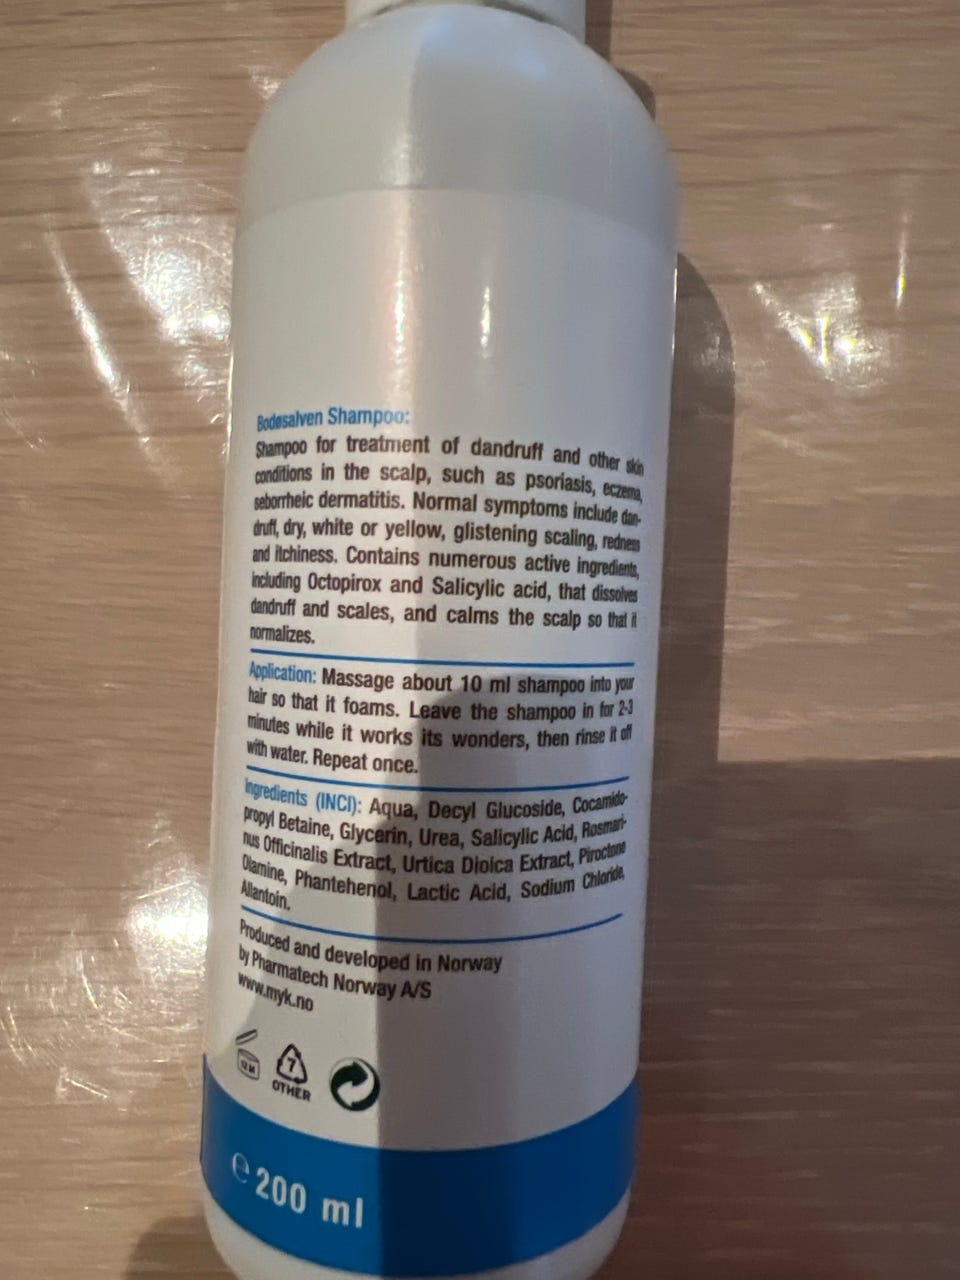 Bodøsalven Shampoo:
Shampoo for treatment of dandruff and other skin
conditions in the scalp, such as psoriasis, eczema,
seborrheic dermatitis. Normal symptoms include dan-
druff, dry, white or yellow, glistening scaling, redness
and itchiness. Contains numerous active ingredients,
including Octopirox and Salicylic acid, that dissolves
dandruff and scales, and calms the scalp so that it
normalizes.
Application: Massage about 10 ml shampoo into your
hair so that it foams. Leave the shampoo in for 2-3
minutes while it works its wonders, then rinse it off
with water. Repeat once.
Ingredients (INCI): Aqua, Decyl Glucoside, Cocamido-
propyl Betaine, Glycerin, Urea, Salicylic Acid, Rosmari-
nus Officinalis Extract, Urtica Dioica Extract, Piroctone
Olamine, Phantehenol, Lactic Acid, Sodium Chloride,
Allantoin.
Produced and developed in Norway
by Pharmatech Norway A/S
www.myk.no
12 M
7
OTHER
℮ 200 ml